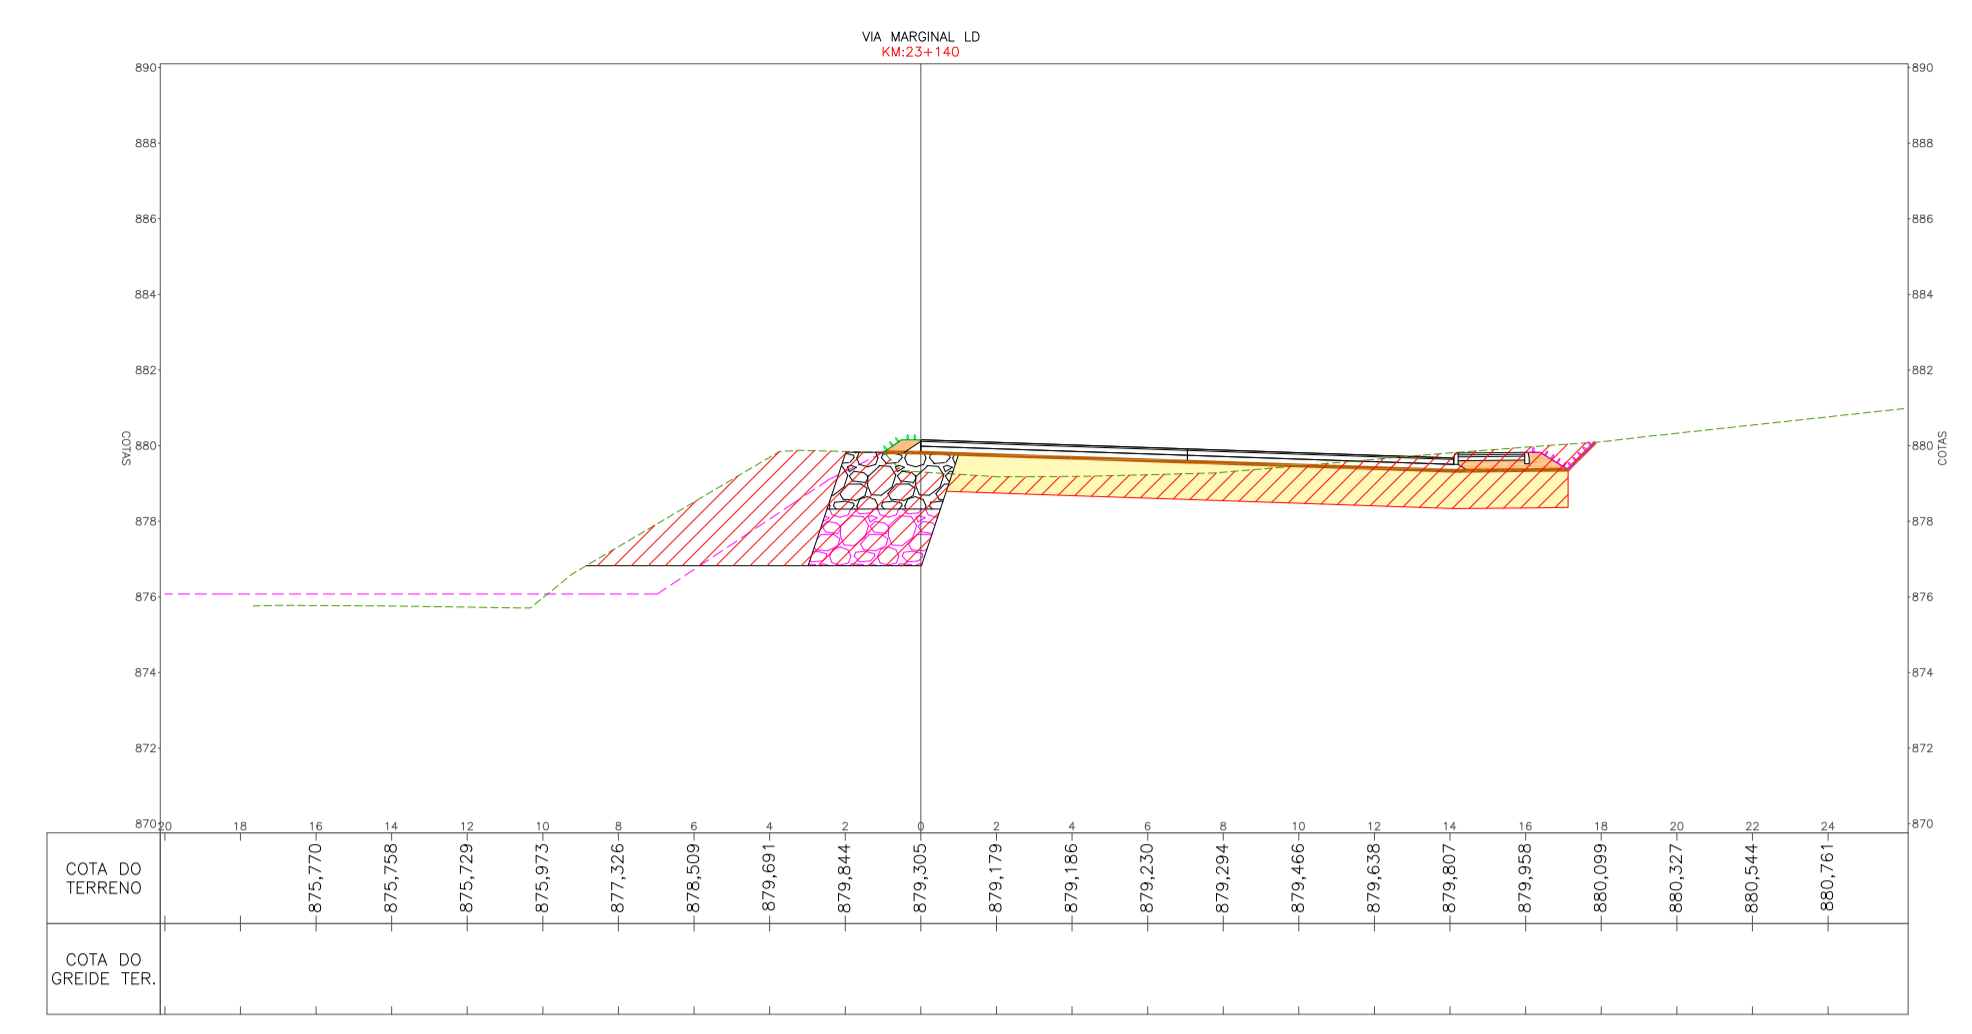 VIA MARGINAL LD
KM:23+140
890 890
888 888
886 886
884 884
882 882
880 880
COTAS COTAS
878 878
876 876
874 874
872 872
870 870
20 18 16 14 12 10 8 6 4 2 0 2 4 6 8 10 12 14 16 18 20 22 24
COTA DO
TERRENO
875,770 875,758 875,729 875,973 877,326 878,509 879,691 879,844 879,305 879,179 879,186 879,230 879,294 879,466 879,638 879,807 879,958 880,099 880,327 880,544 880,761
COTA DO
GREIDE TER.